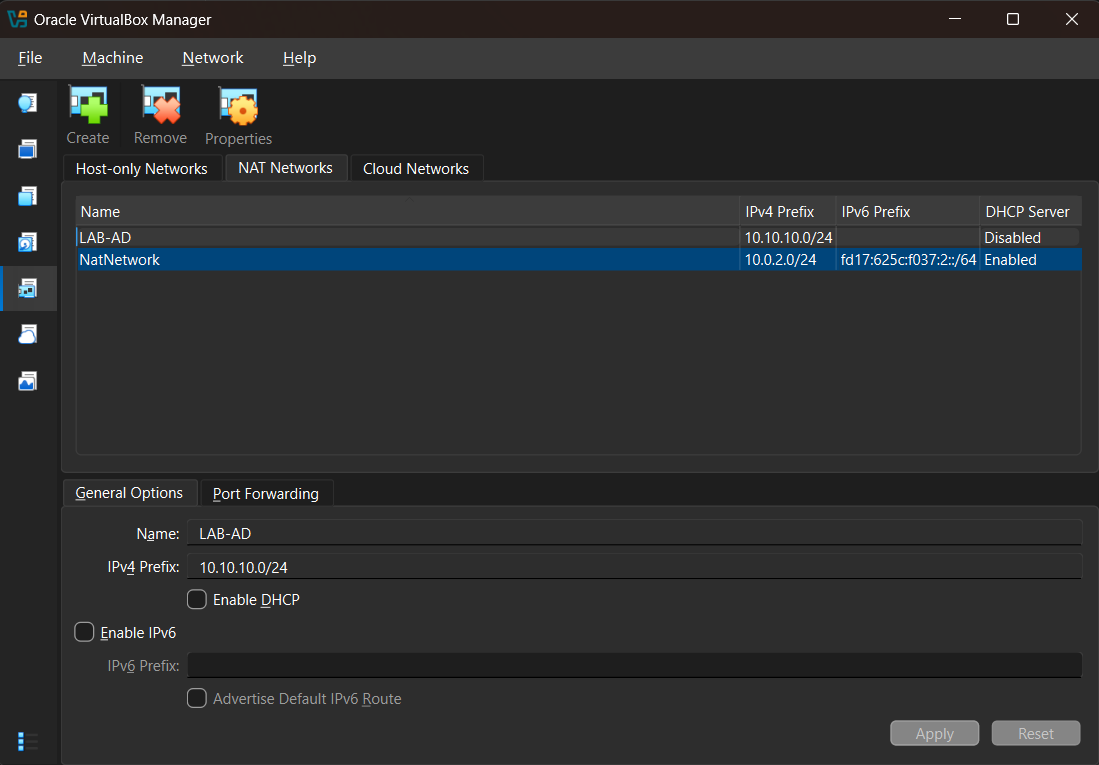 Oracle VirtualBox Manager
File Machine Network Help
Create Remove Properties
Host-only Networks NAT Networks Cloud Networks
Name IPv4 Prefix IPv6 Prefix DHCP Server
LAB-AD 10.10.10.0/24 Disabled
NatNetwork 10.0.2.0/24 fd17:625c:f037:2::/64 Enabled
General Options Port Forwarding
Name: LAB-AD
IPv4 Prefix: 10.10.10.0/24
Enable DHCP
Enable IPv6
IPv6 Prefix:
Advertise Default IPv6 Route
Apply Reset